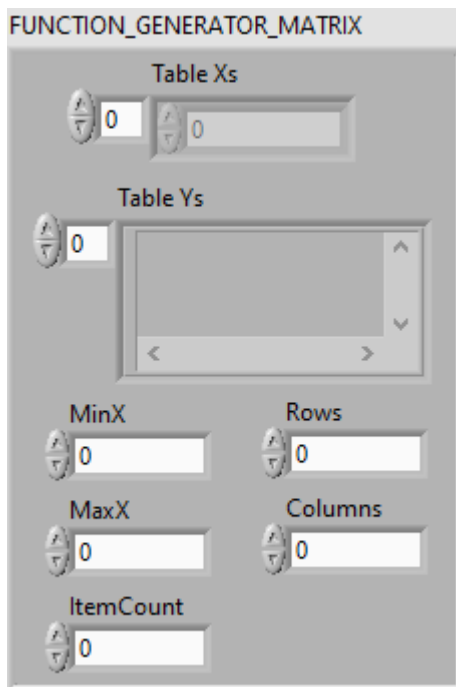 FUNCTION_GENERATOR_MATRIX
Table Xs
0 0
Table Ys
0
MinX Rows
0 0
MaxX Columns
0 0
ItemCount
0